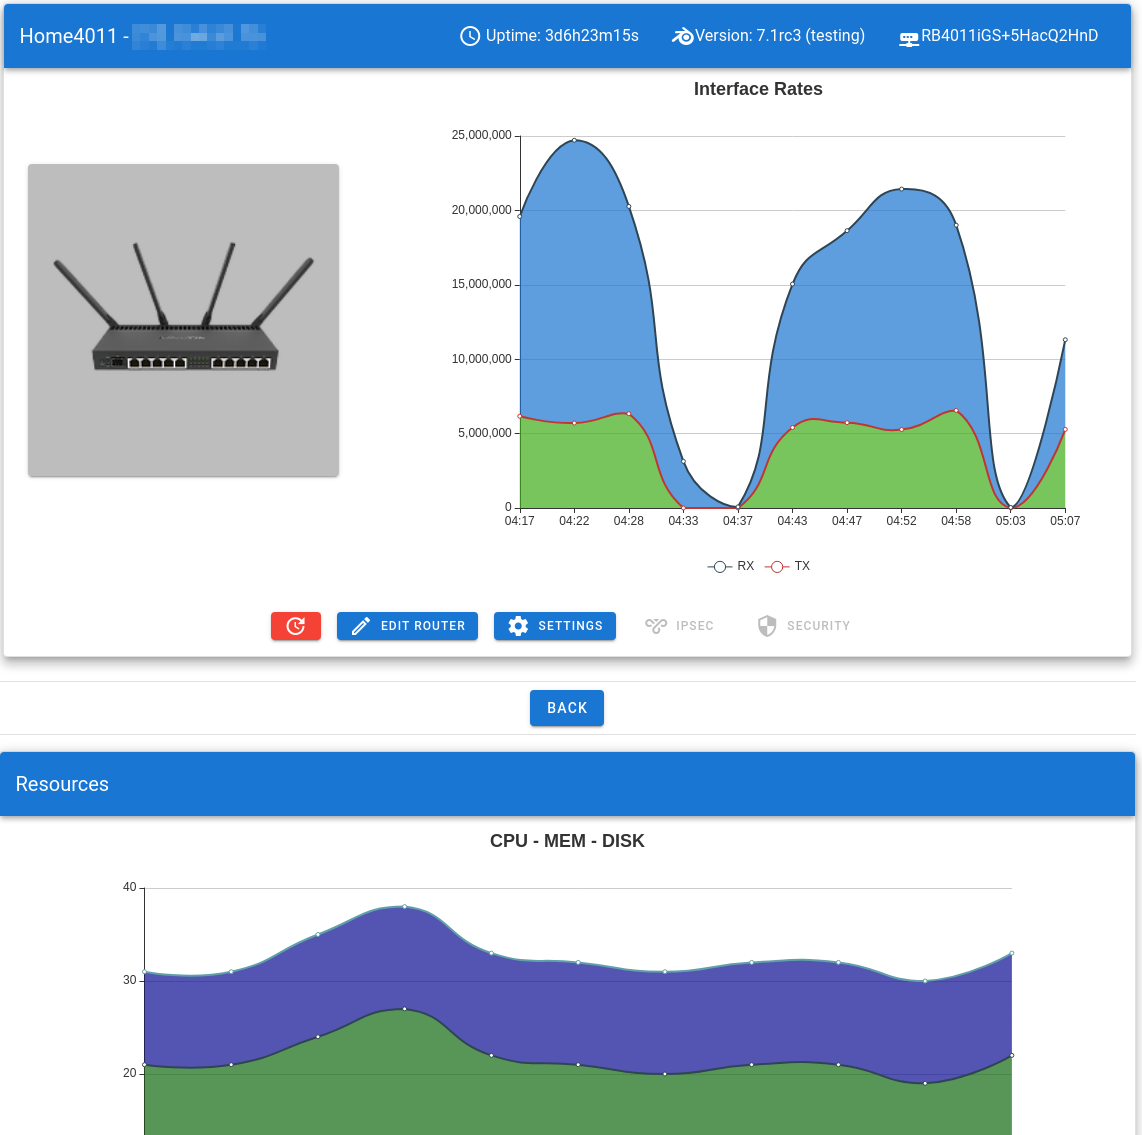 Home4011 -
Uptime: 3d6h23m15s
Version: 7.1rc3 (testing)
RB4011iGS+5HacQ2HnD
Interface Rates
25,000,000
20,000,000
15,000,000
10,000,000
5,000,000
0
04:17 04:22 04:28 04:33 04:37 04:43 04:47 04:52 04:58 05:03 05:07
RX TX
EDIT ROUTER SETTINGS IPSEC SECURITY
BACK
Resources
CPU - MEM - DISK
40
30
20